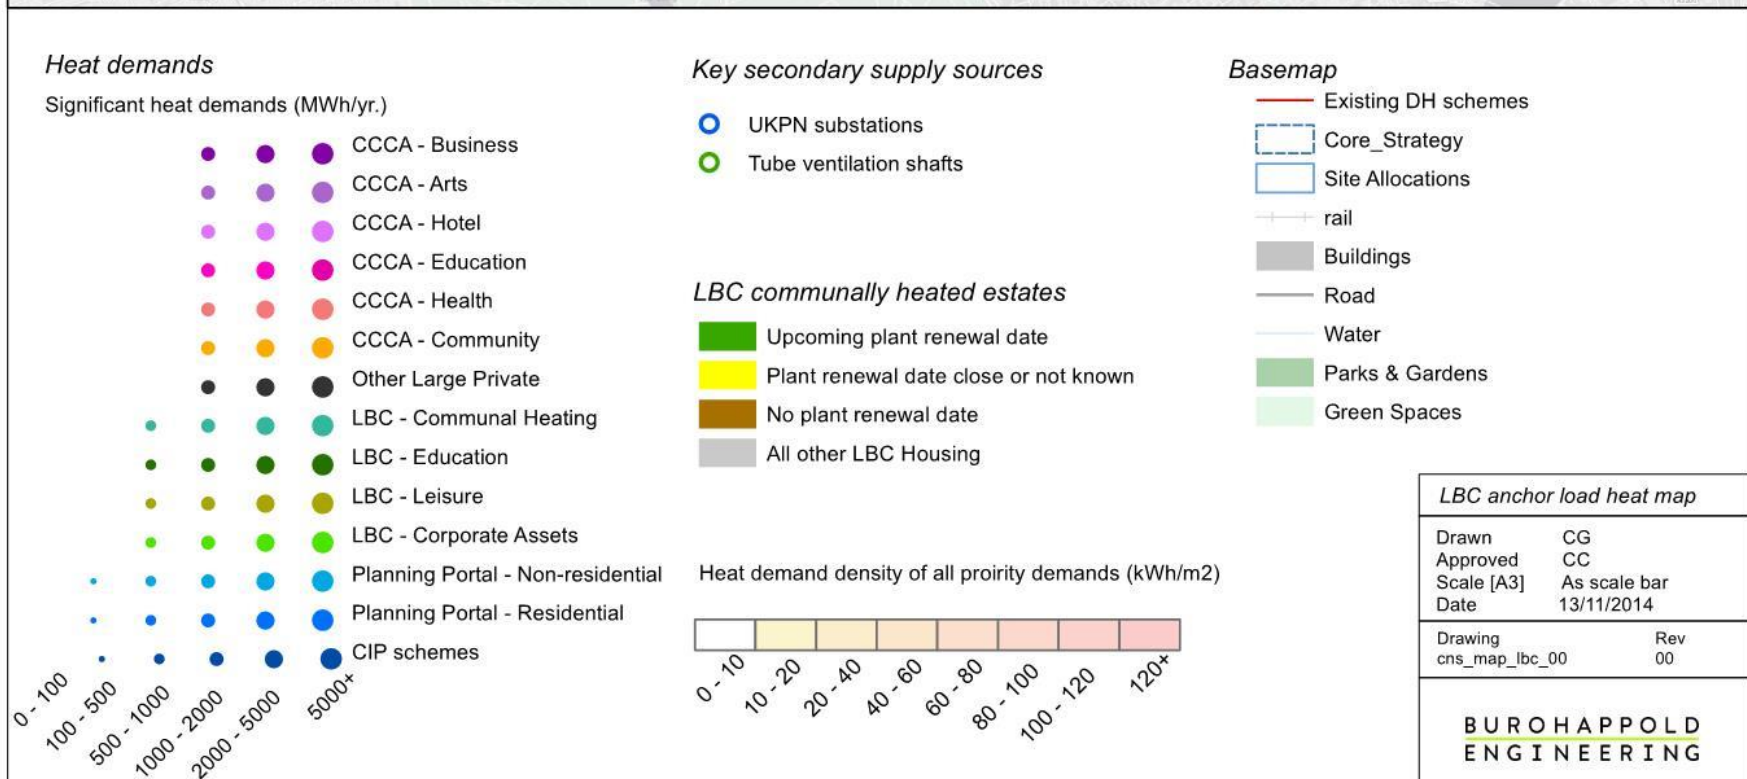 Heat demands
Significant heat demands (MWh/yr.)
CCCA - Business
CCCA - Arts
CCCA - Hotel
CCCA - Education
CCCA - Health
CCCA - Community
Other Large Private
LBC - Communal Heating
LBC - Education
LBC - Leisure
LBC - Corporate Assets
Planning Portal - Non-residential
Planning Portal - Residential
CIP schemes
0 - 100
100 - 500
500 - 1000
1000 - 2000
2000 - 5000
5000+
Key secondary supply sources
UKPN substations
Tube ventilation shafts
LBC communally heated estates
Upcoming plant renewal date
Plant renewal date close or not known
No plant renewal date
All other LBC Housing
Heat demand density of all proirity demands (kWh/m2)
0 - 10
10 - 20
20 - 40
40 - 60
60 - 80
80 - 100
100 - 120
120+
Basemap
Existing DH schemes
Core_Strategy
Site Allocations
rail
Buildings
Road
Water
Parks & Gardens
Green Spaces
LBC anchor load heat map
Drawn CG
Approved CC
Scale [A3] As scale bar
Date 13/11/2014
Drawing Rev
cns_map_lbc_00 00
BUROHAPPOLD
ENGINEERING